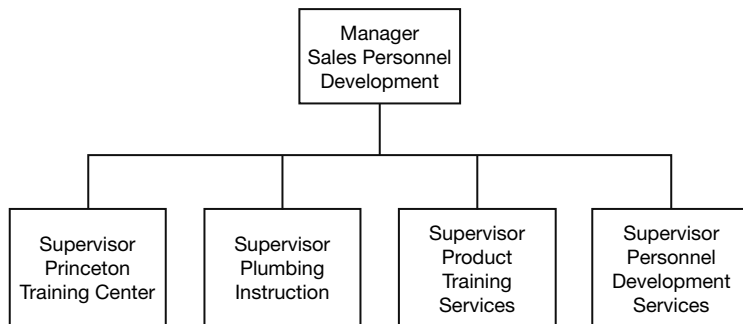 Manager
Sales Personnel
Development
Supervisor
Princeton
Training Center
Supervisor
Plumbing
Instruction
Supervisor
Product
Training
Services
Supervisor
Personnel
Development
Services